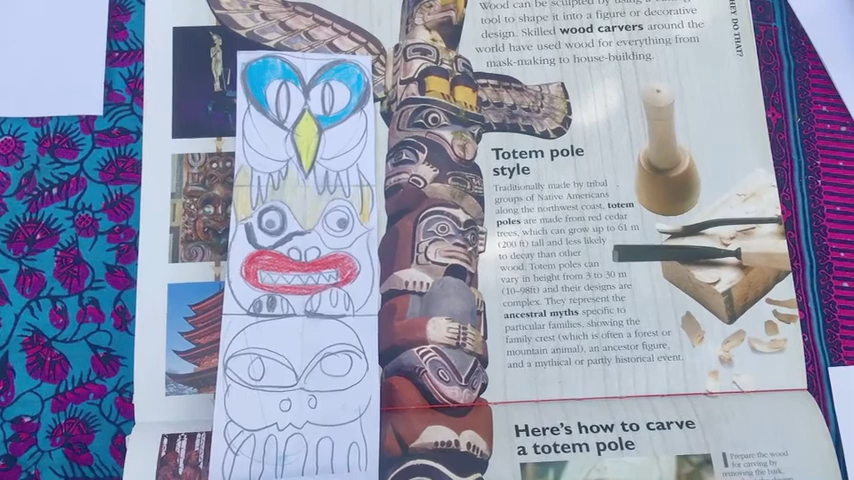 Wood can be sculpted by using a
tool to shape it into a figure or decorative
design. Skilled wood carvers around the
world have used wood for everything from
mask-making to house-building.
HEY DO THAT?
Totem pole
style
Traditionally made by tribal
groups of Native Americans
along the northwest coast, totem
poles are made from red cedar
trees, which can grow up to 61 m
(200 ft) tall and less likely
to decay than other
wood. Totem poles can
vary in height from 3 to 30 m
(10–98ft) and their designs are
complex. They represent the
ancestral myths specific to
particular families, showing the
family crest (which is often a forest or
mountain animal), an ancestor figure,
and a mythical or partly historical event.
Here's how to carve
a totem pole
1 Prepare the wood
for carving by
removing the bark.